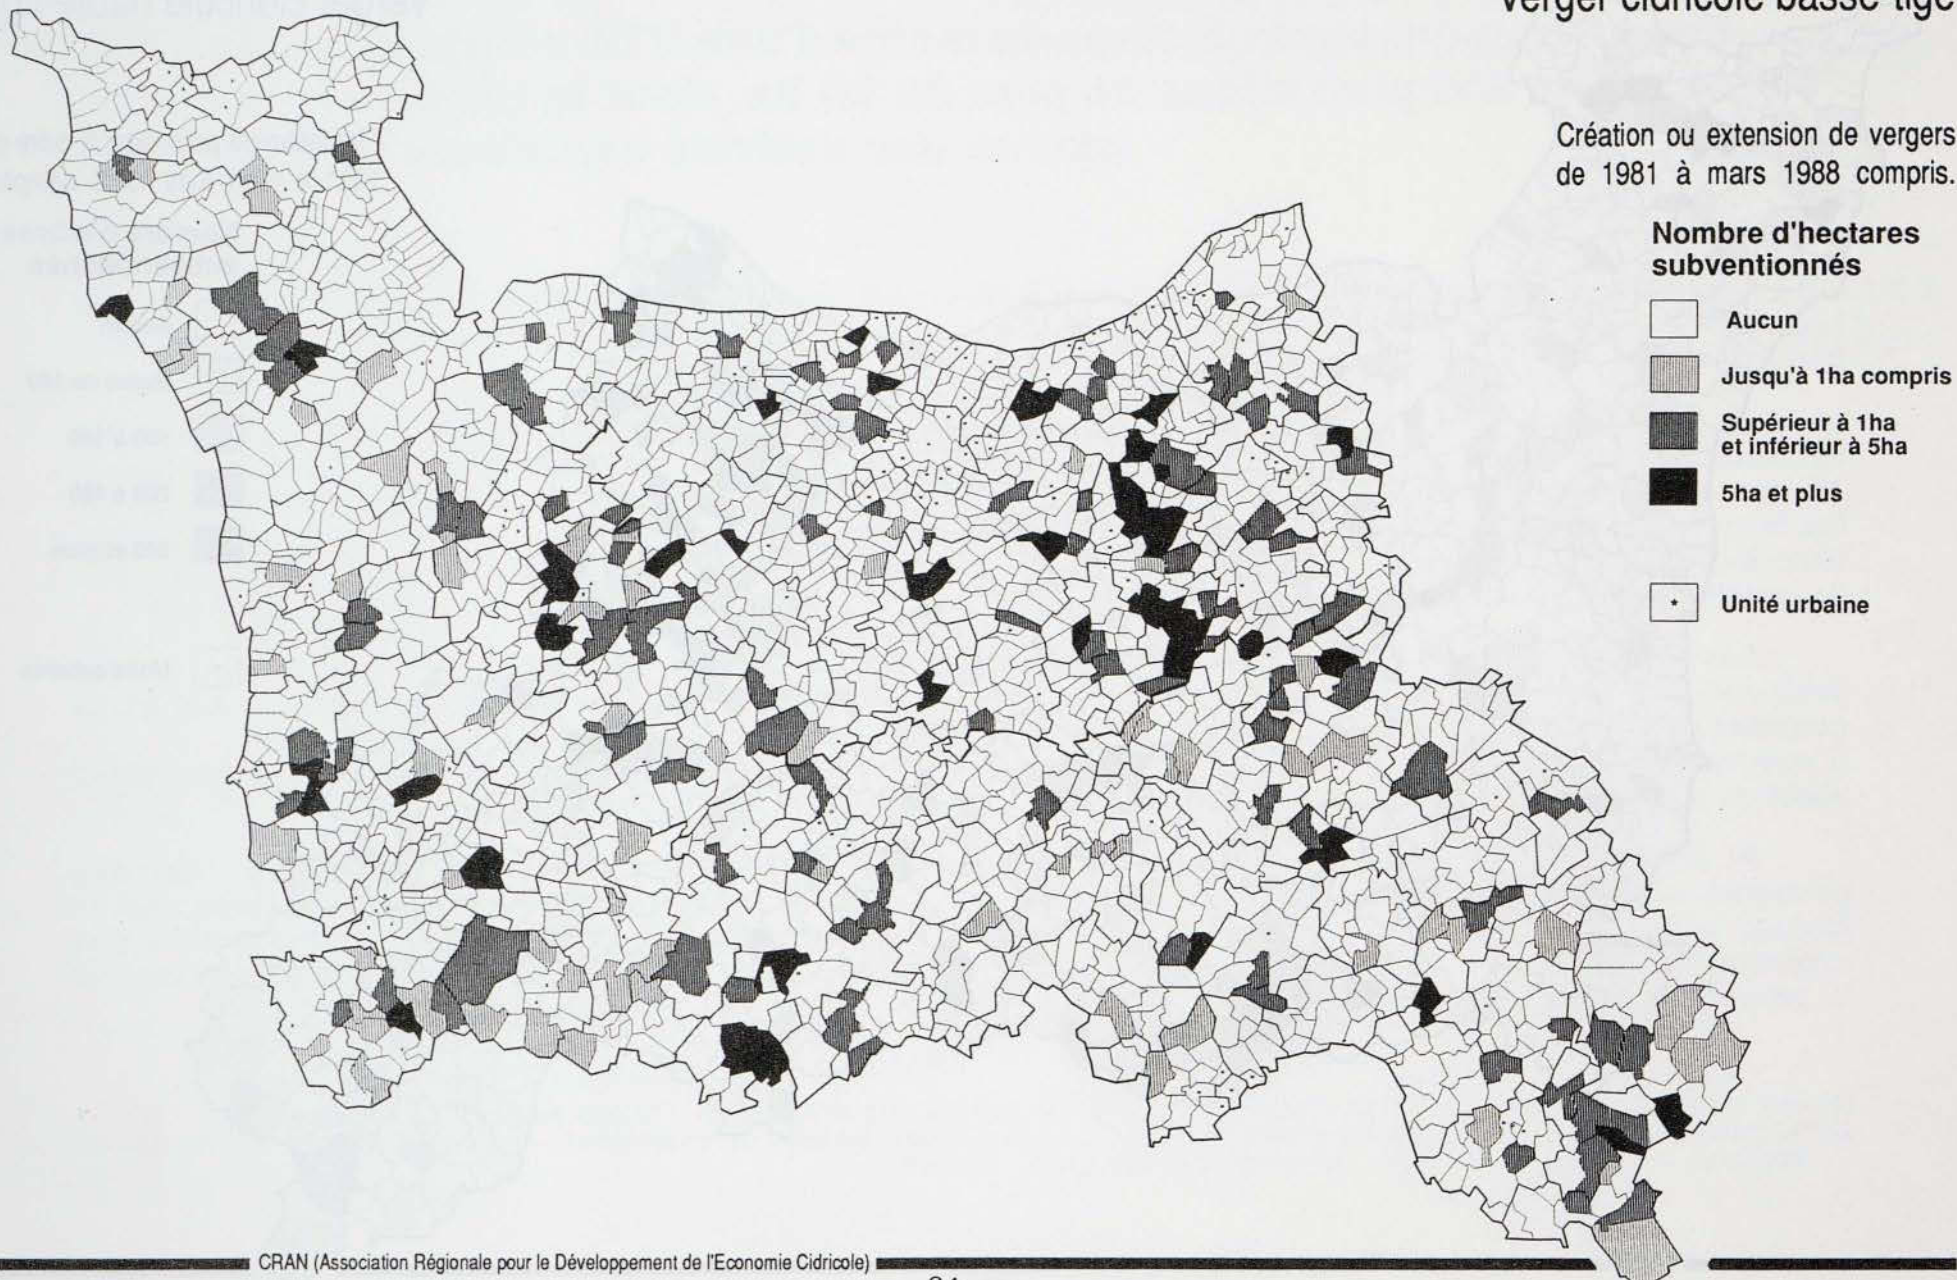 Verger cidricole basse tige
Création ou extension de vergers
de 1981 à mars 1988 compris.
Nombre d'hectares
subventionnés
Aucun
Jusqu'à 1ha compris
Supérieur à 1ha
et inférieur à 5ha
5ha et plus
Unité urbaine
CRAN (Association Régionale pour le Développement de l'Economie Cidricole)